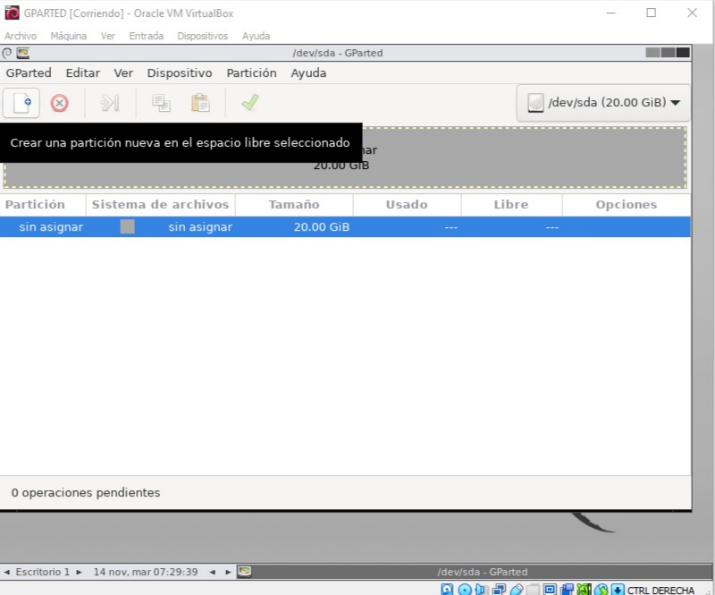 GPARTED [Corriendo] - Oracle VM VirtualBox
Archivo Máquina Ver Entrada Dispositivos Ayuda
/dev/sda - GParted
GParted Editar Ver Dispositivo Partición Ayuda
/dev/sda (20.00 GiB)
Crear una partición nueva en el espacio libre seleccionado
nar
20.00 GiB
Partición Sistema de archivos Tamaño Usado Libre Opciones
sin asignar sin asignar 20.00 GiB --- ---
0 operaciones pendientes
Escritorio 1 14 nov, mar 07:29:39 /dev/sda - GParted
CTRL DERECHA